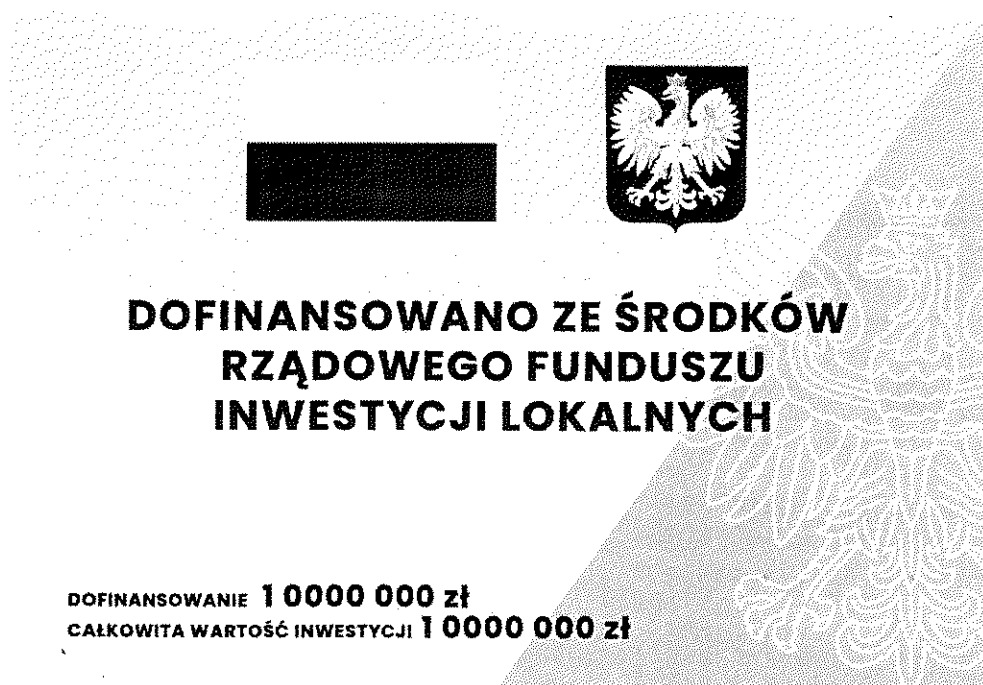 DOFINANSOWANO ZE ŚRODKÓW
RZĄDOWEGO FUNDUSZU
INWESTYCJI LOKALNYCH
DOFINANSOWANIE 1 0000 000 zł
CAŁKOWITA WARTOŚĆ INWESTYCJI 1 0000 000 zł